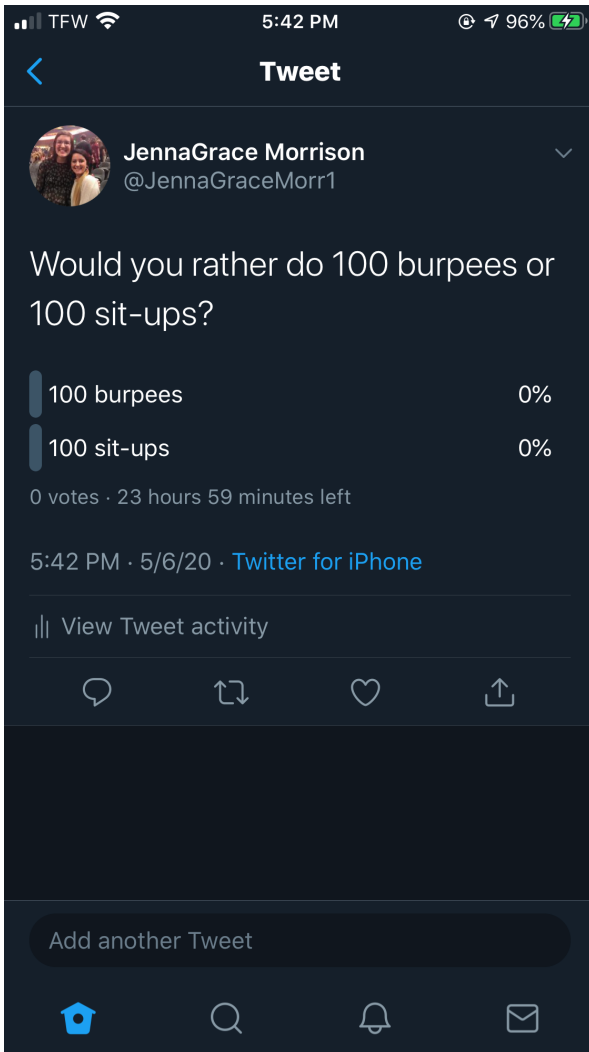 TFW 5:42 PM 96%
Tweet
JennaGrace Morrison
@JennaGraceMorr1
Would you rather do 100 burpees or
100 sit-ups?
100 burpees 0%
100 sit-ups 0%
0 votes · 23 hours 59 minutes left
5:42 PM · 5/6/20 · Twitter for iPhone
View Tweet activity
Add another Tweet